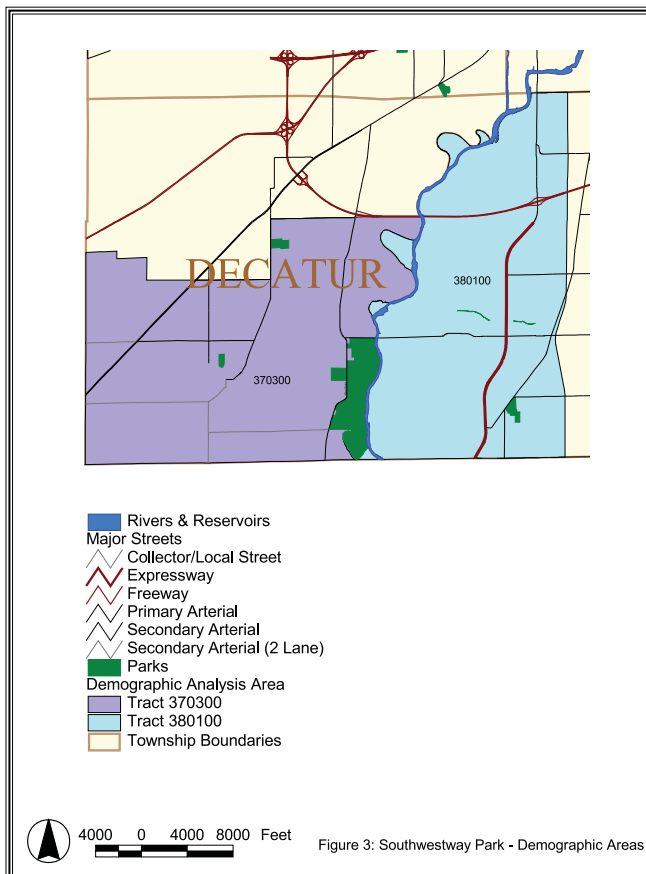 DECATUR
380100
370300
Rivers & Reservoirs
Major Streets
Collector/Local Street
Expressway
Freeway
Primary Arterial
Secondary Arterial
Secondary Arterial (2 Lane)
Parks
Demographic Analysis Area
Tract 370300
Tract 380100
Township Boundaries
4000 0 4000 8000 Feet
Figure 3: Southwestway Park - Demographic Areas